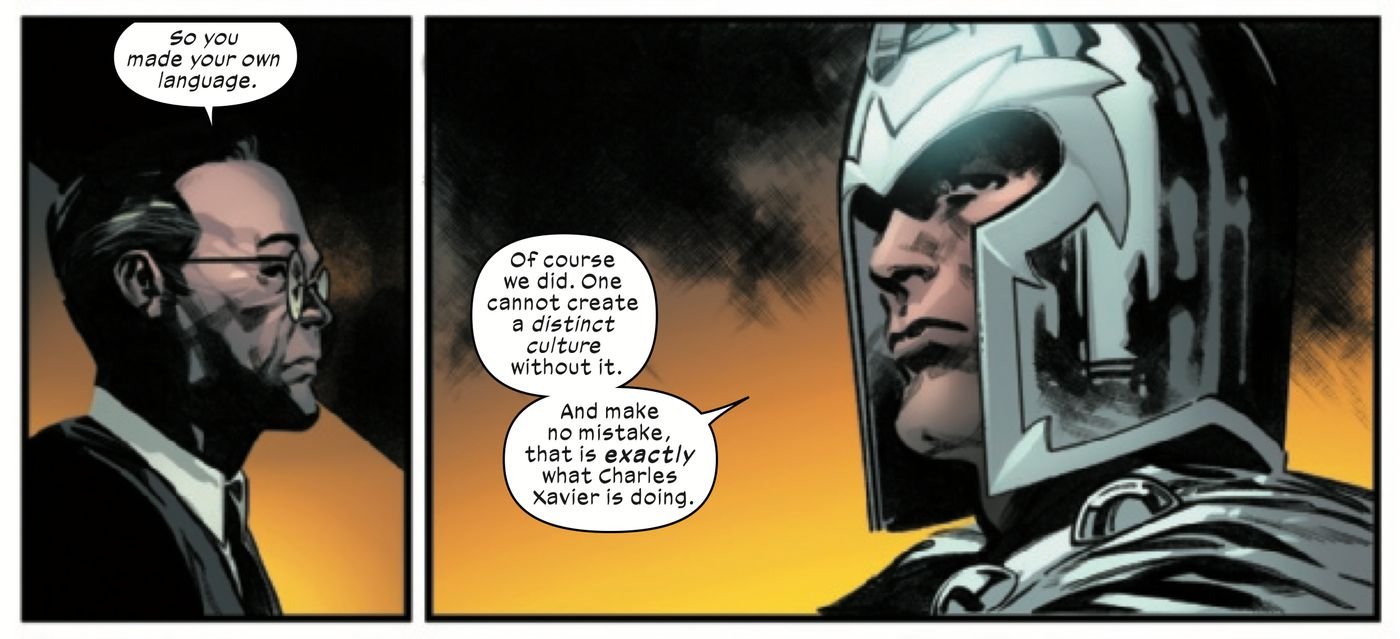 So you
made your own
language.
Of course
we did. One
cannot create
a distinct
culture
without it.
And make
no mistake,
that is exactly
what Charles
Xavier is doing.